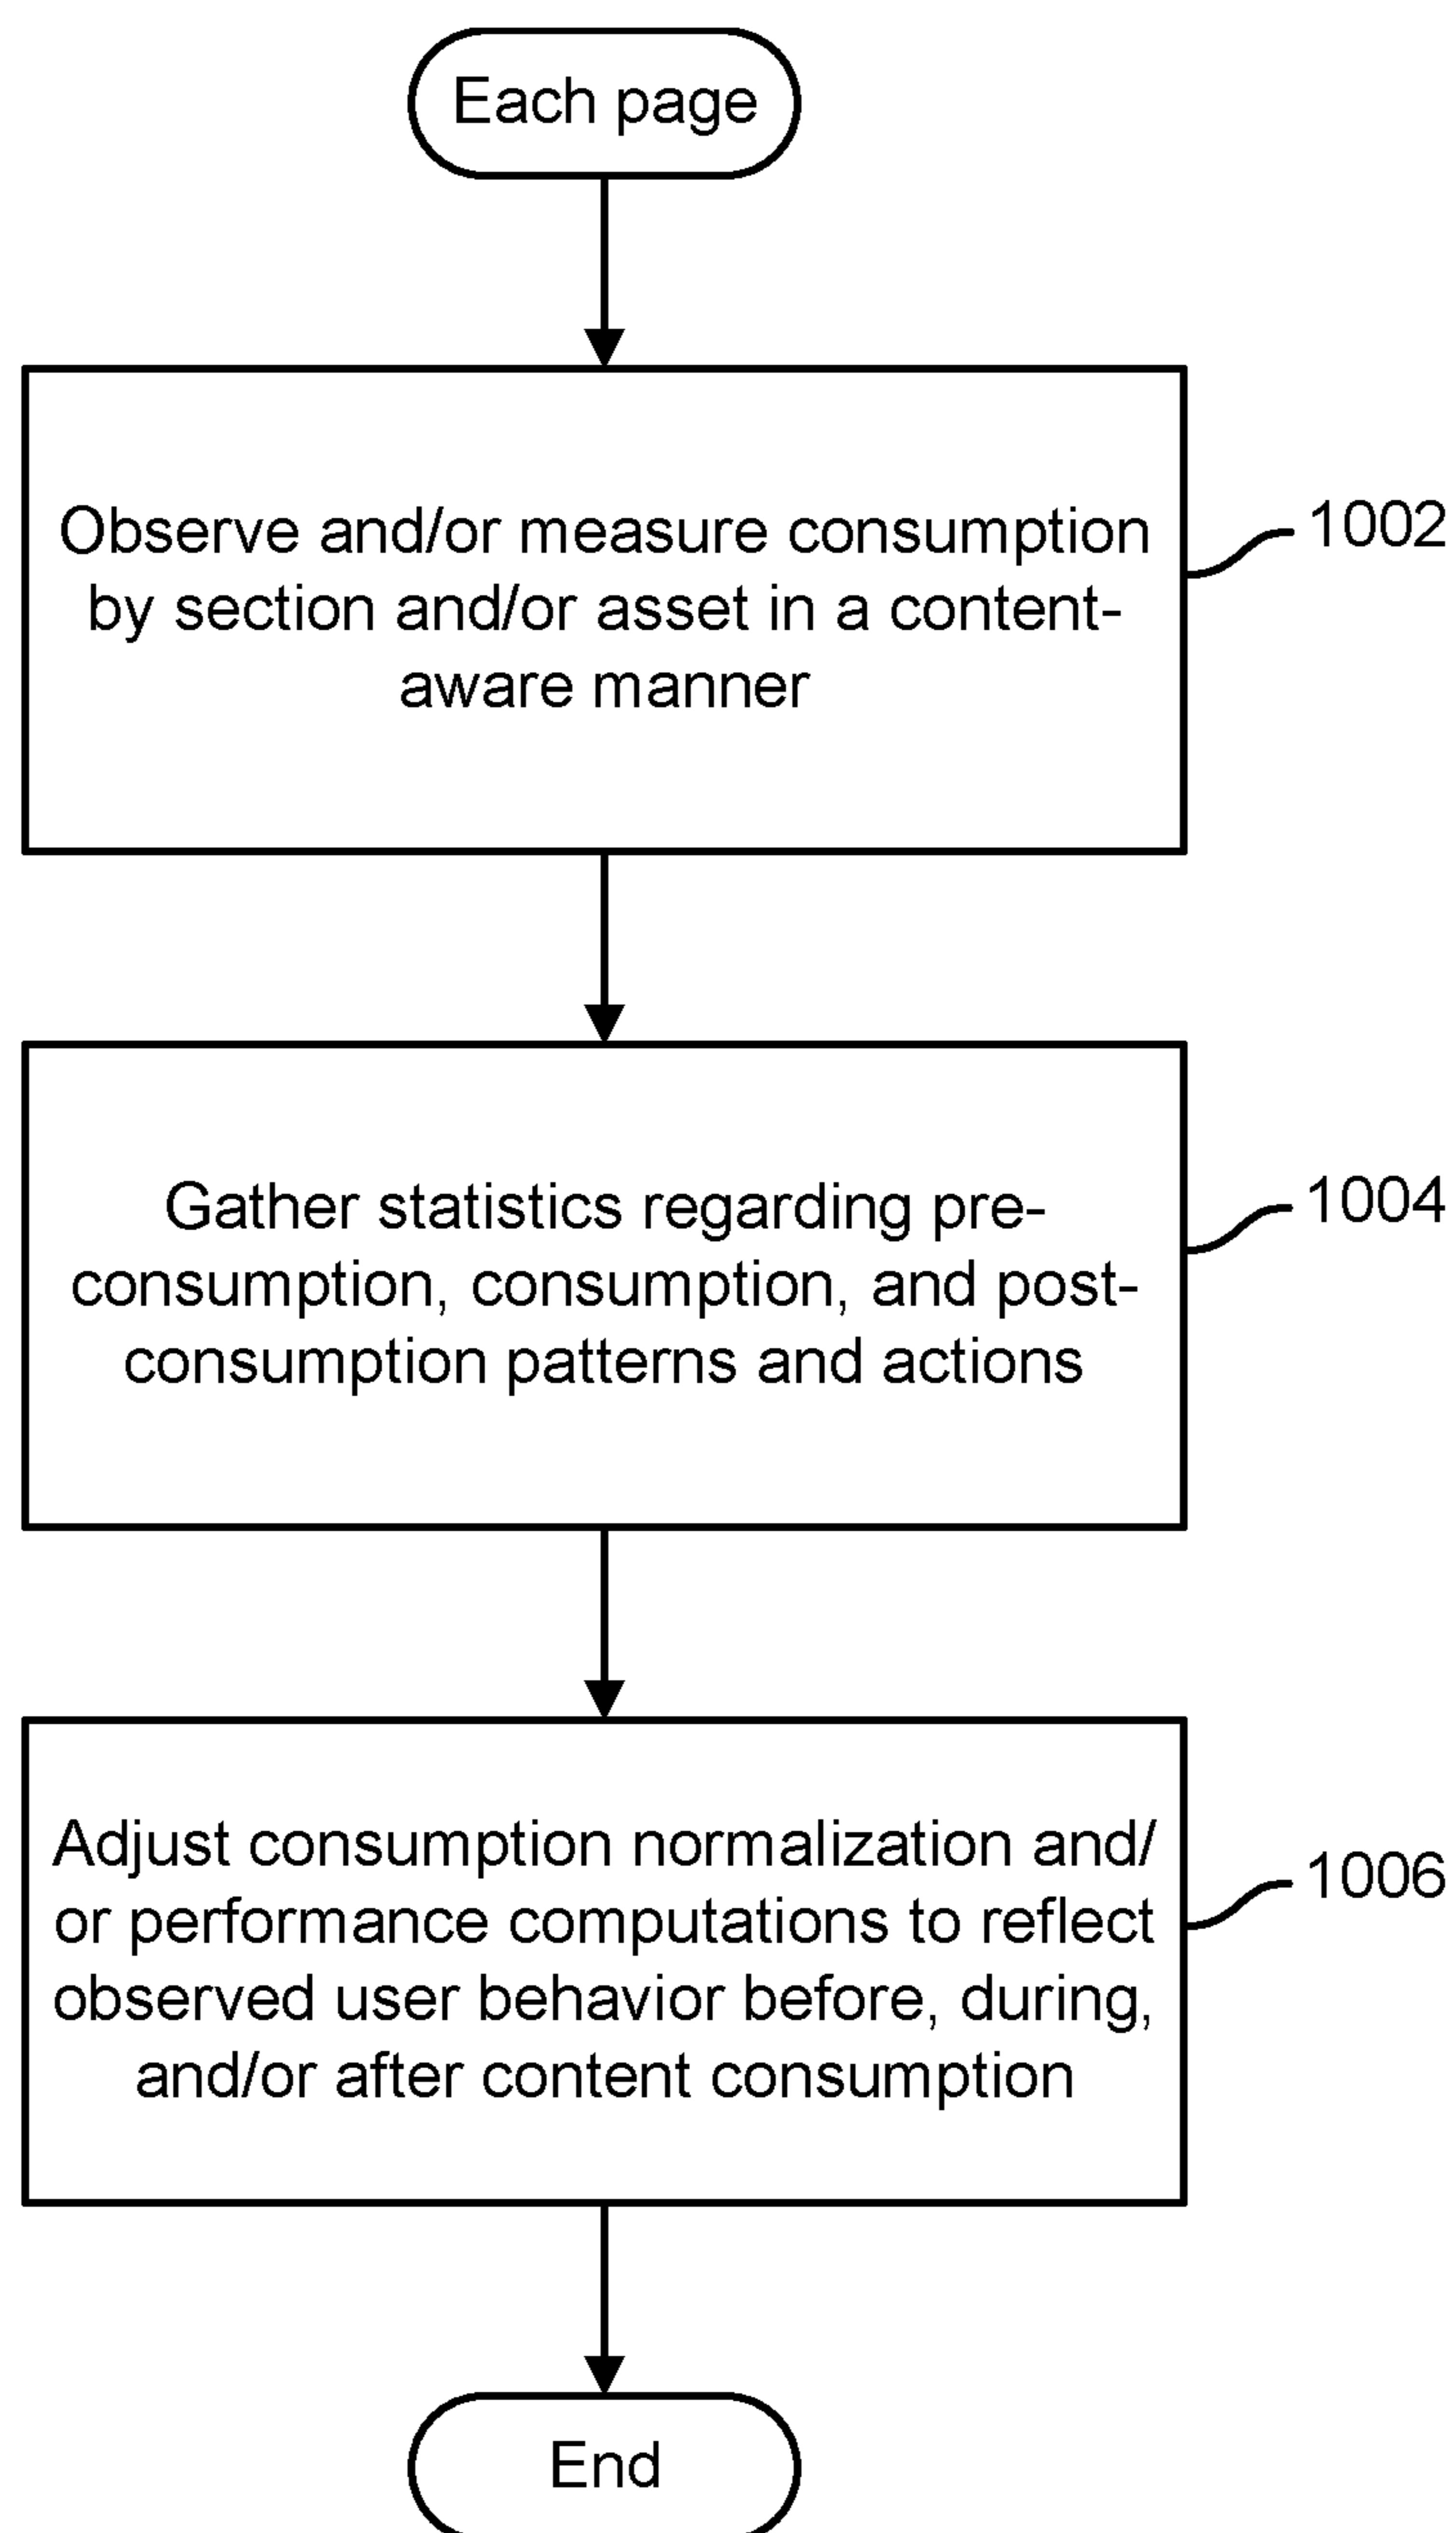 Each page
Observe and/or measure consumption
by section and/or asset in a content-
aware manner
1002
Gather statistics regarding pre-
consumption, consumption, and post-
consumption patterns and actions
1004
Adjust consumption normalization and/
or performance computations to reflect
observed user behavior before, during,
and/or after content consumption
1006
End